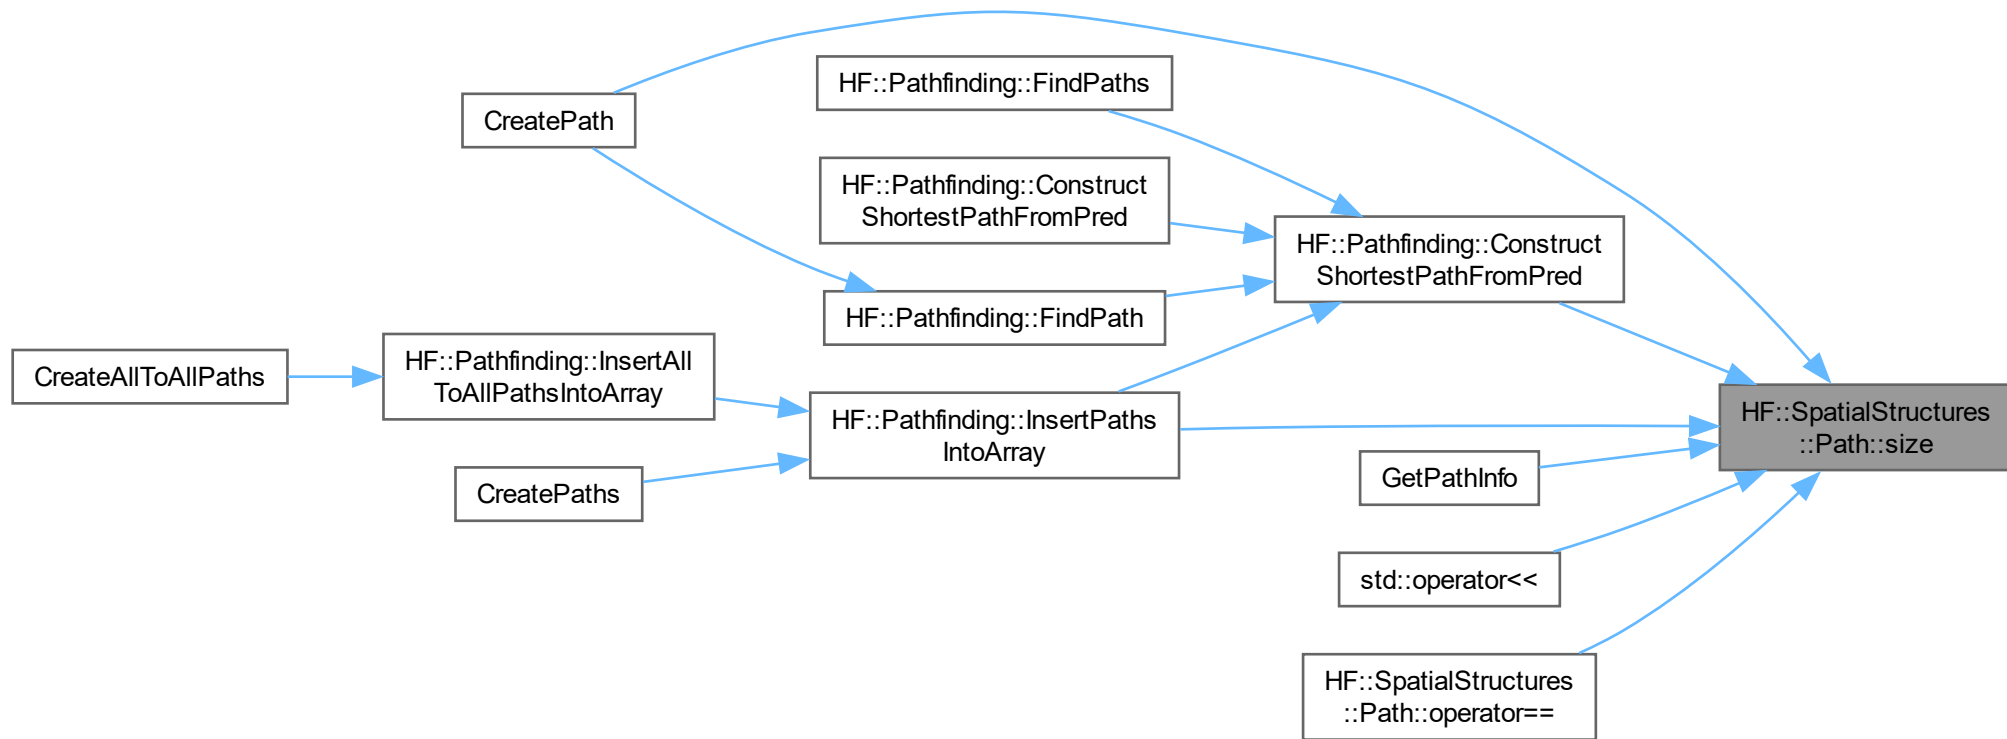 HF::Pathfinding::FindPaths
CreatePath
HF::Pathfinding::Construct
ShortestPathFromPred
HF::Pathfinding::Construct
ShortestPathFromPred
HF::Pathfinding::FindPath
HF::Pathfinding::InsertAll
ToAllPathsIntoArray
CreateAllToAllPaths
HF::SpatialStructures
::Path::size
HF::Pathfinding::InsertPaths
IntoArray
GetPathInfo
CreatePaths
std::operator<<
HF::SpatialStructures
::Path::operator==